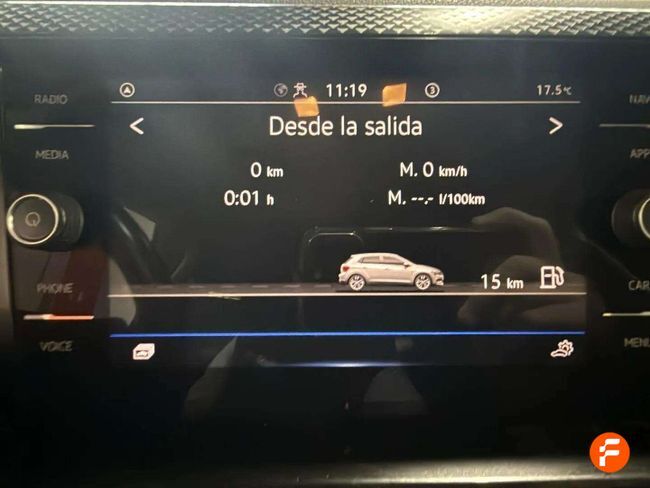 RADIO
MEDIA
PHONE
VOICE
11:19
3
17.5°C
Desde la salida
0 km
M. 0 km/h
0:01 h
M. --.- l/100km
15 km
NAV
APP
CAR
MENU